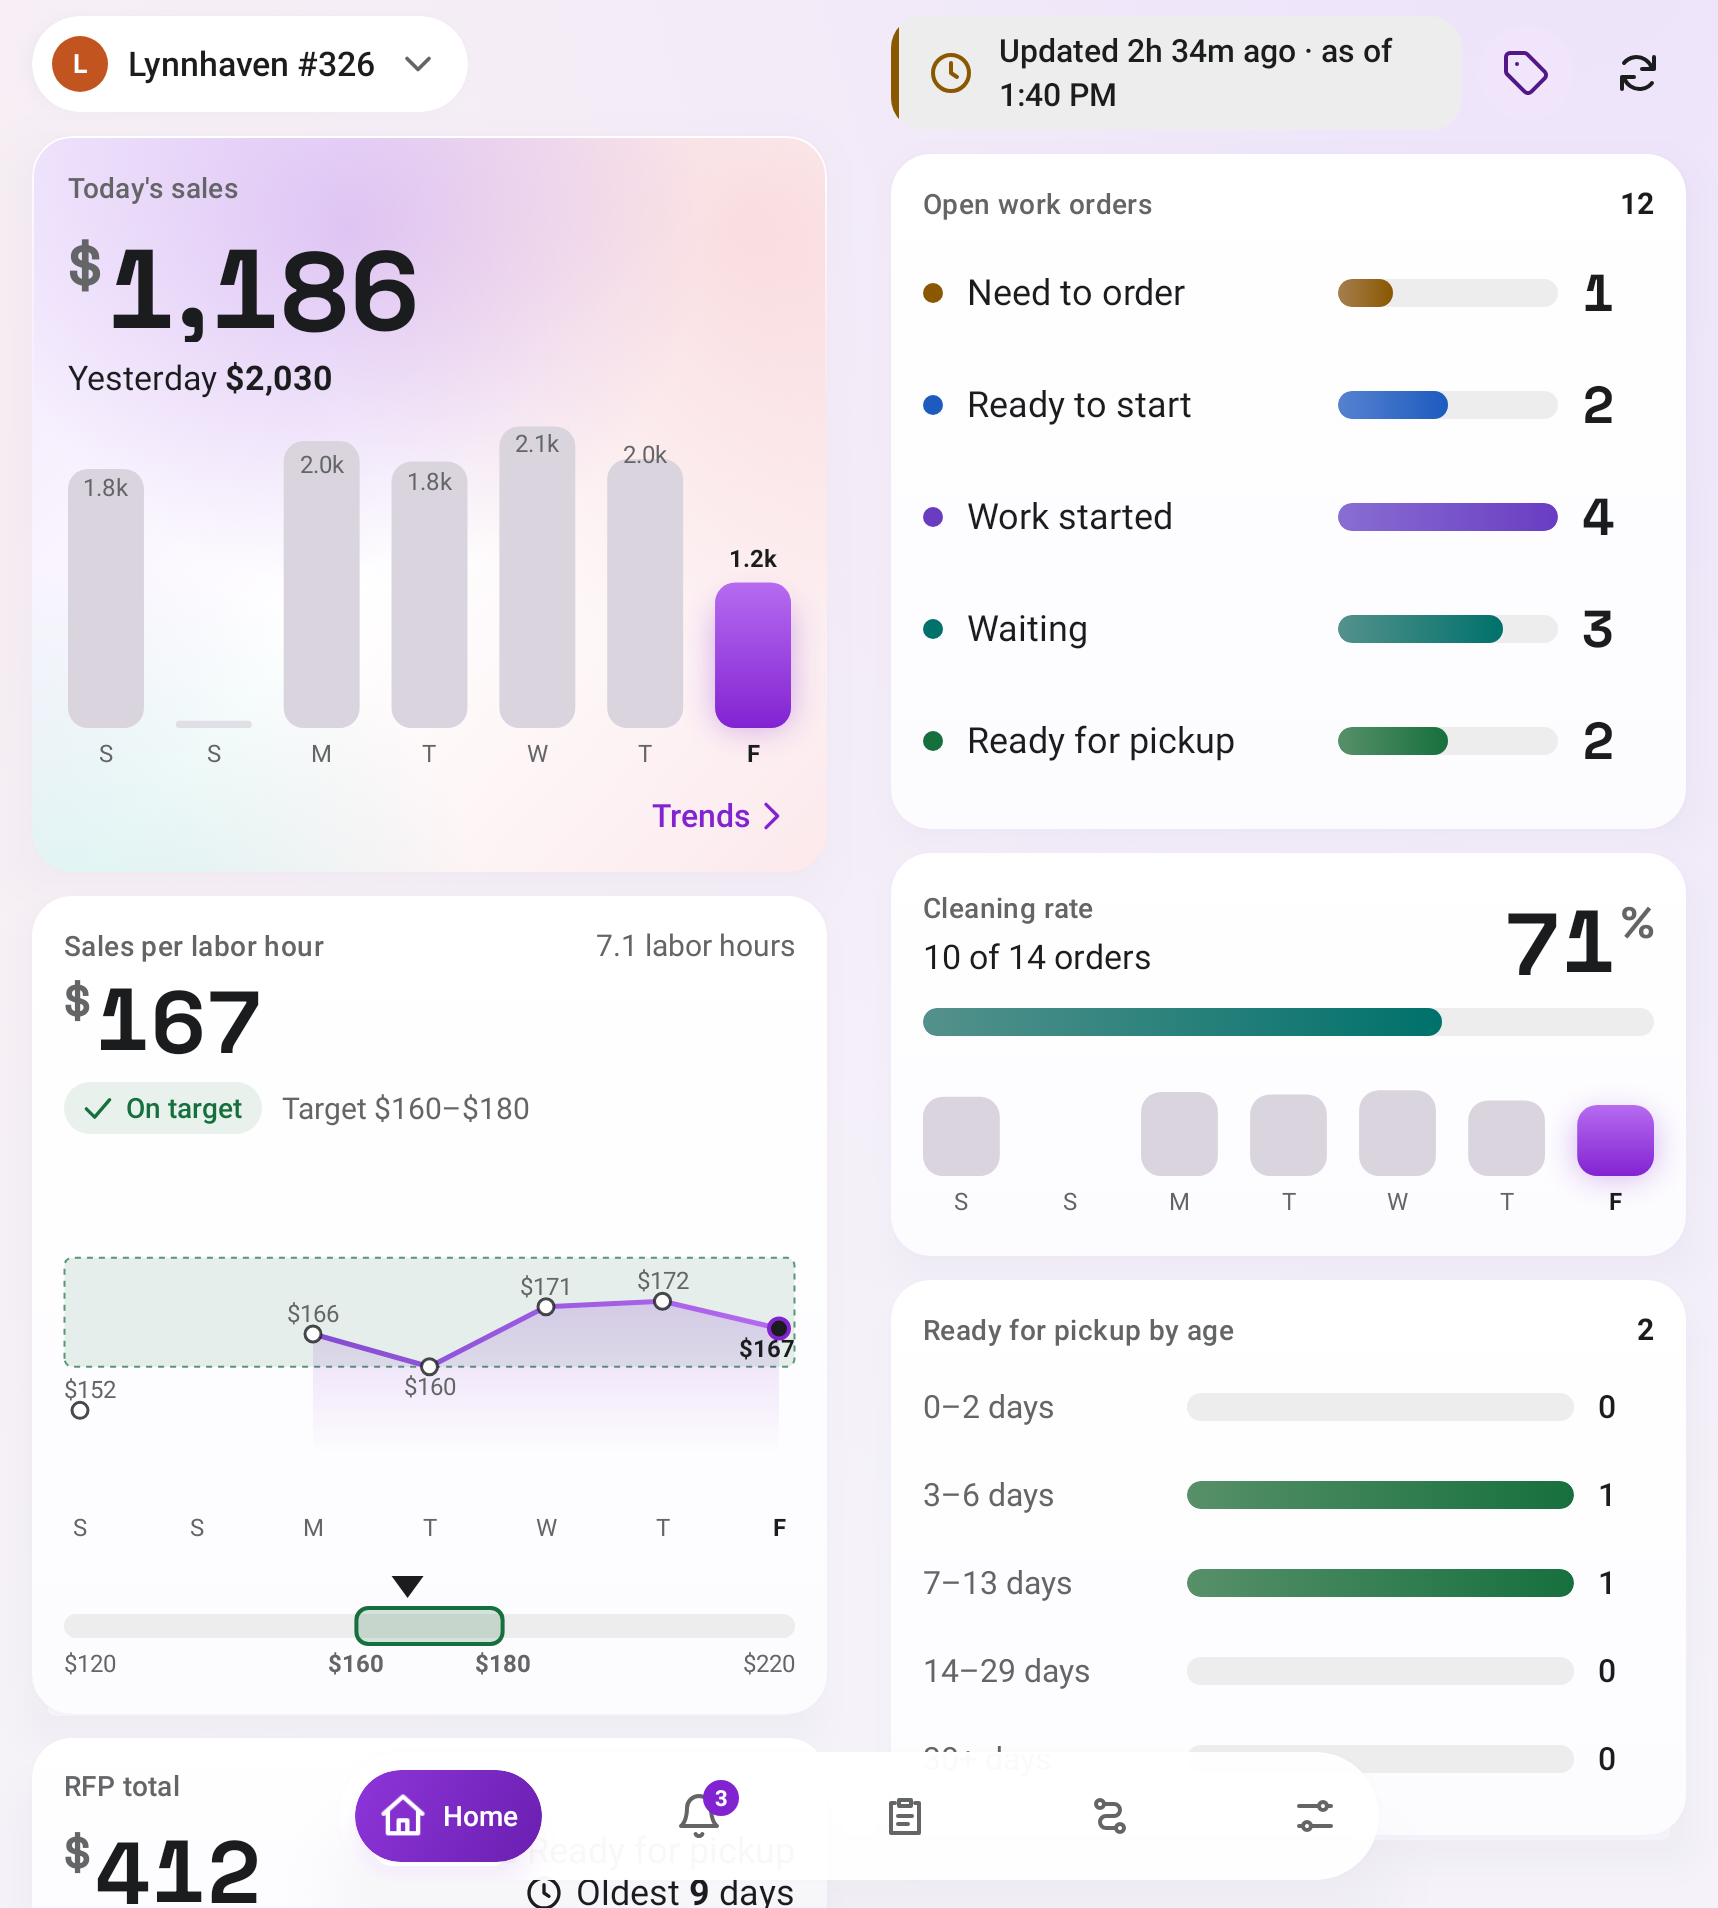 L
Lynnhaven #326
Today's sales
$1,186
Yesterday $2,030
1.8k
2.0k
1.8k
2.1k
2.0k
1.2k
S S M T W T F
Trends
Sales per labor hour
7.1 labor hours
$167
On target
Target $160–$180
$152
$166
$160
$171
$172
$167
S S M T W T F
$120 $160 $180 $220
RFP total
$412
Ready for pickup
Oldest 9 days
Updated 2h 34m ago · as of
1:40 PM
Open work orders 12
Need to order 1
Ready to start 2
Work started 4
Waiting 3
Ready for pickup 2
Cleaning rate
10 of 14 orders
71%
S S M T W T F
Ready for pickup by age 2
0–2 days 0
3–6 days 1
7–13 days 1
14–29 days 0
30+ days 0
Home
3